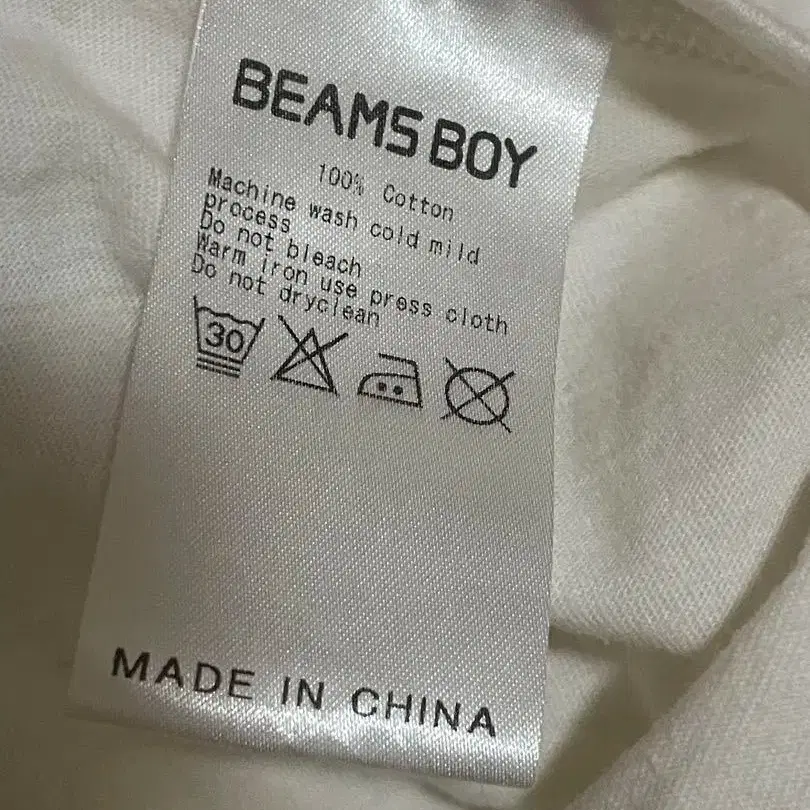 BEAMS BOY
100% Cotton
Machine wash cold mild
process
Do not bleach
Warm iron use press cloth
Do not dryclean
30
MADE IN CHINA